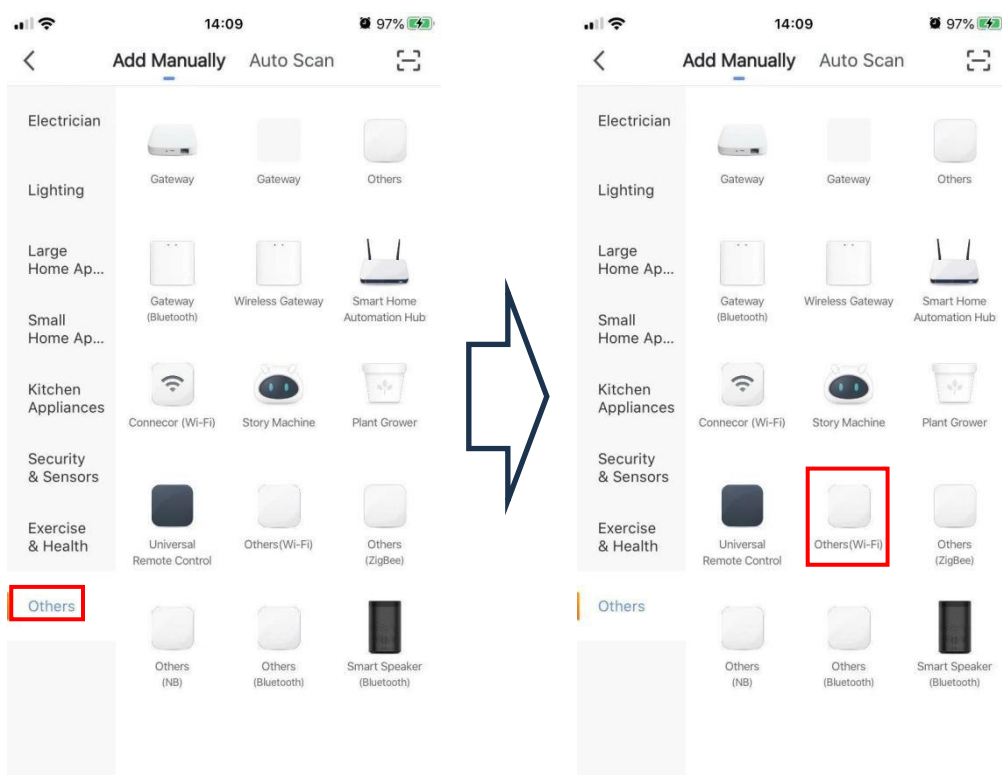 14:09
97%
Add Manually Auto Scan
Electrician
Lighting
Large
Home Ap...
Small
Home Ap...
Kitchen
Appliances
Security
& Sensors
Exercise
& Health
Others
Gateway
Gateway
Others
Gateway
(Bluetooth)
Wireless Gateway
Smart Home
Automation Hub
Connecor (Wi-Fi)
Story Machine
Plant Grower
Universal
Remote Control
Others(Wi-Fi)
Others
(ZigBee)
Others
(NB)
Others
(Bluetooth)
Smart Speaker
(Bluetooth)
14:09
97%
Add Manually Auto Scan
Electrician
Lighting
Large
Home Ap...
Small
Home Ap...
Kitchen
Appliances
Security
& Sensors
Exercise
& Health
Others
Gateway
Gateway
Others
Gateway
(Bluetooth)
Wireless Gateway
Smart Home
Automation Hub
Connecor (Wi-Fi)
Story Machine
Plant Grower
Universal
Remote Control
Others(Wi-Fi)
Others
(ZigBee)
Others
(NB)
Others
(Bluetooth)
Smart Speaker
(Bluetooth)